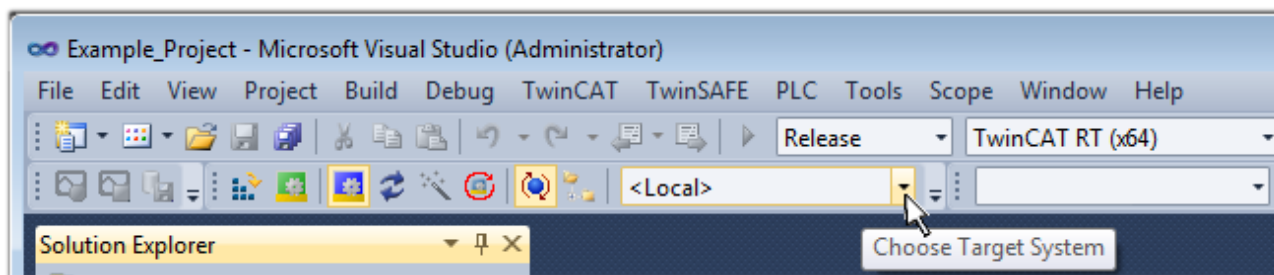 Example_Project - Microsoft Visual Studio (Administrator)
File Edit View Project Build Debug TwinCAT TwinSAFE PLC Tools Scope Window Help
Release TwinCAT RT (x64)
<Local>
Solution Explorer
Choose Target System